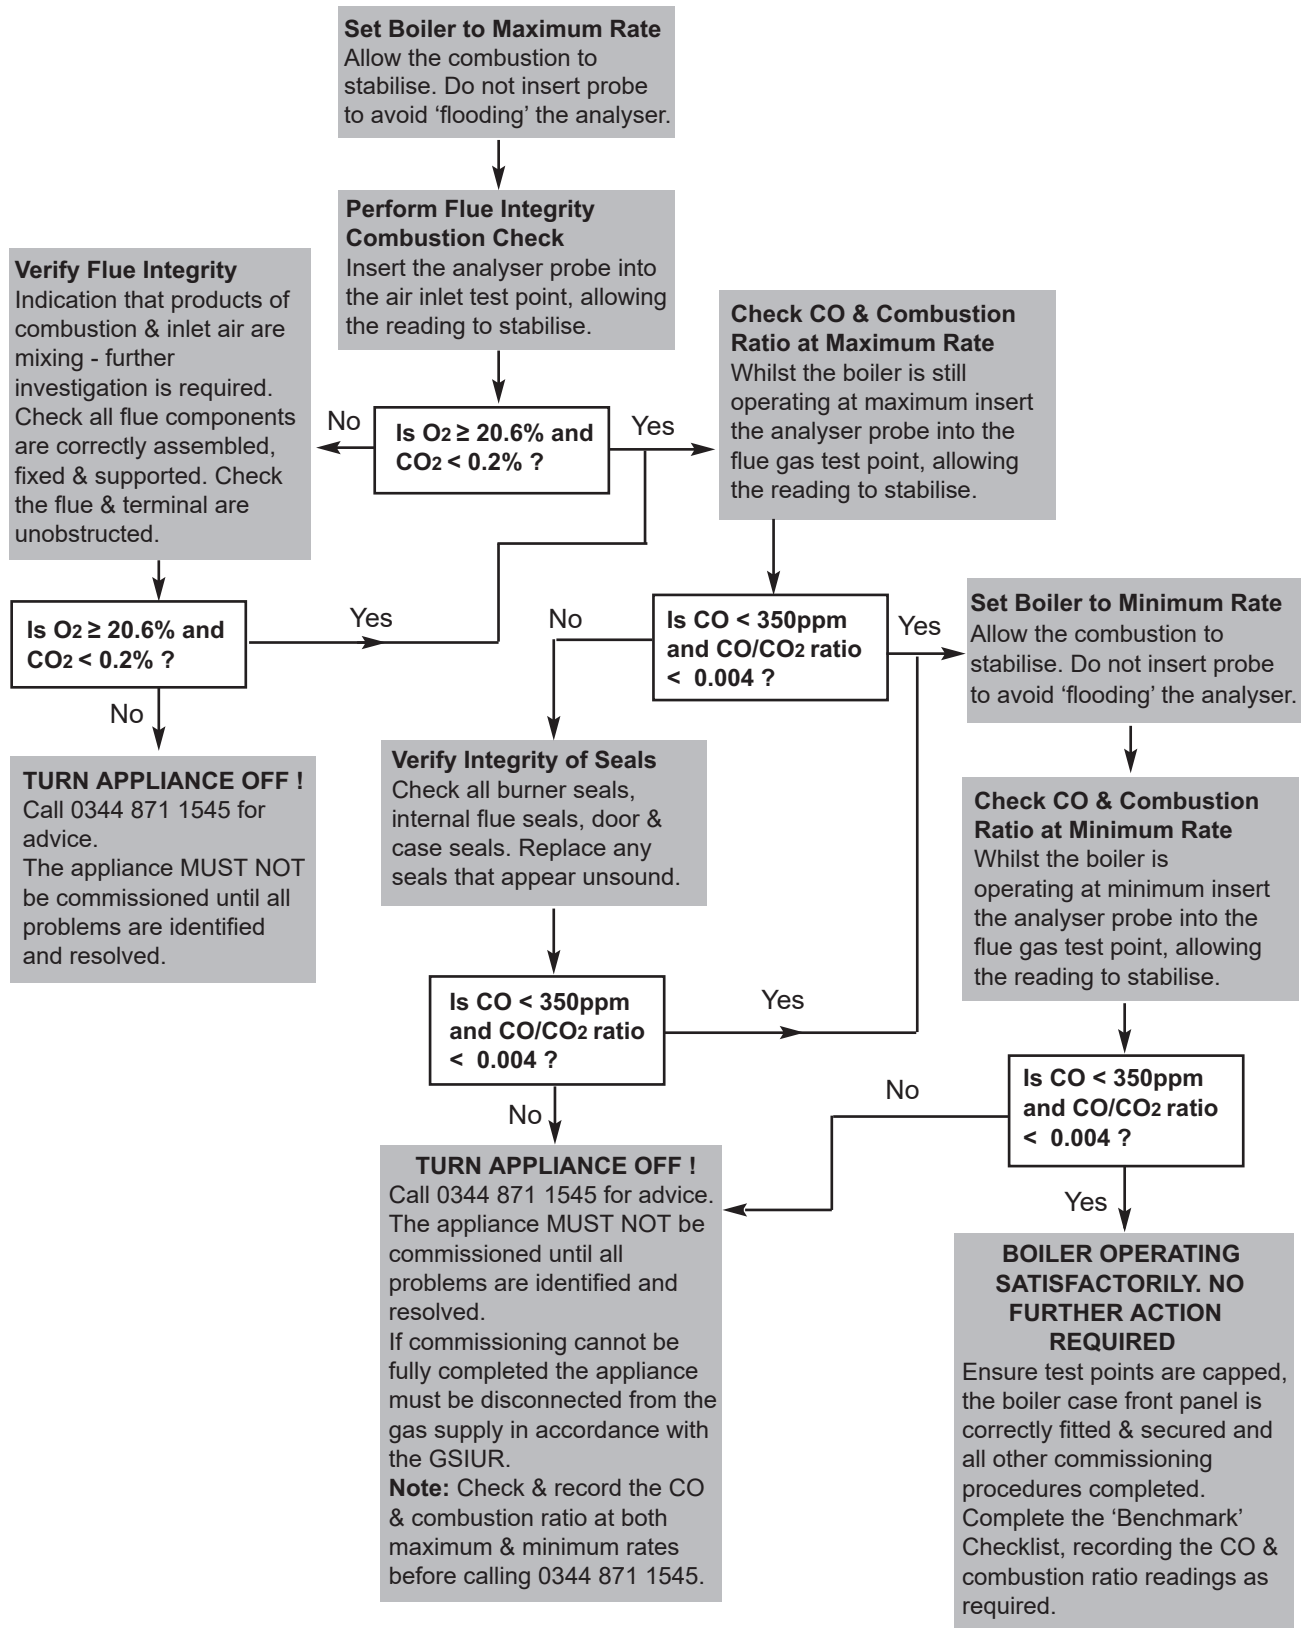 Set Boiler to Maximum Rate
Allow the combustion to
stabilise. Do not insert probe
to avoid ‘flooding’ the analyser.
Perform Flue Integrity
Combustion Check
Insert the analyser probe into
the air inlet test point, allowing
the reading to stabilise.
Verify Flue Integrity
Indication that products of
combustion & inlet air are
mixing - further
investigation is required.
Check all flue components
are correctly assembled,
fixed & supported. Check
the flue & terminal are
unobstructed.
No
Is O2 ≥ 20.6% and
CO2 < 0.2% ?
Yes
Check CO & Combustion
Ratio at Maximum Rate
Whilst the boiler is still
operating at maximum insert
the analyser probe into the
flue gas test point, allowing
the reading to stabilise.
Is O2 ≥ 20.6% and
CO2 < 0.2% ?
Yes
No
TURN APPLIANCE OFF !
Call 0344 871 1545 for
advice.
The appliance MUST NOT
be commissioned until all
problems are identified
and resolved.
No
Is CO < 350ppm
and CO/CO2 ratio
< 0.004 ?
Yes
Set Boiler to Minimum Rate
Allow the combustion to
stabilise. Do not insert probe
to avoid ‘flooding’ the analyser.
Verify Integrity of Seals
Check all burner seals,
internal flue seals, door &
case seals. Replace any
seals that appear unsound.
Check CO & Combustion
Ratio at Minimum Rate
Whilst the boiler is
operating at minimum insert
the analyser probe into the
flue gas test point, allowing
the reading to stabilise.
Is CO < 350ppm
and CO/CO2 ratio
< 0.004 ?
Yes
No
Is CO < 350ppm
and CO/CO2 ratio
< 0.004 ?
No
Yes
TURN APPLIANCE OFF !
Call 0344 871 1545 for advice.
The appliance MUST NOT be
commissioned until all
problems are identified and
resolved.
If commissioning cannot be
fully completed the appliance
must be disconnected from the
gas supply in accordance with
the GSIUR.
Note: Check & record the CO
& combustion ratio at both
maximum & minimum rates
before calling 0344 871 1545.
BOILER OPERATING
SATISFACTORILY. NO
FURTHER ACTION
REQUIRED
Ensure test points are capped,
the boiler case front panel is
correctly fitted & secured and
all other commissioning
procedures completed.
Complete the ‘Benchmark’
Checklist, recording the CO &
combustion ratio readings as
required.